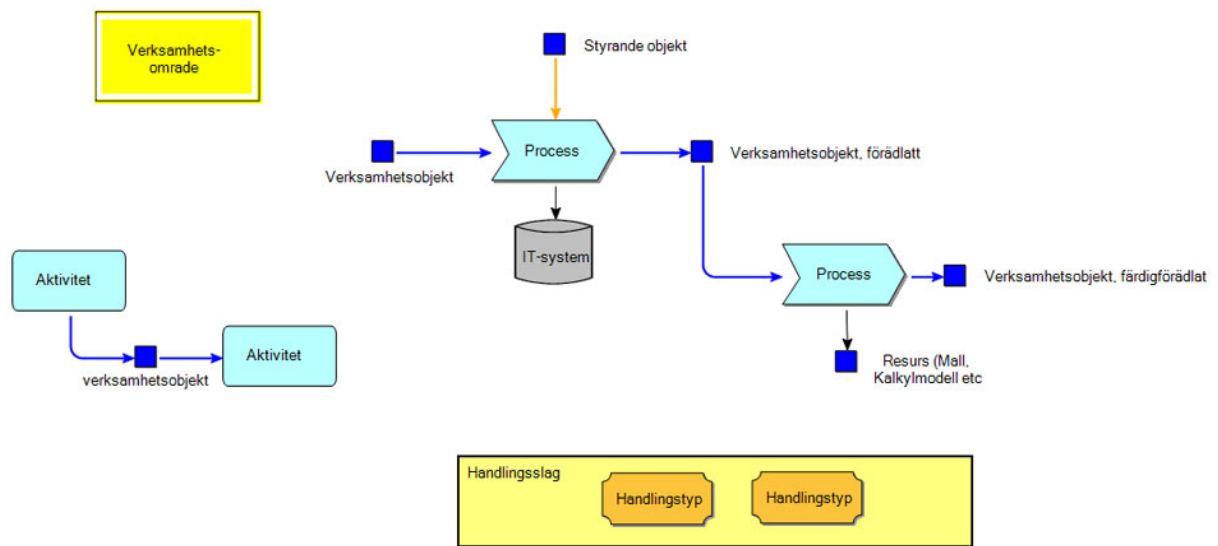 Verksamhets-
omrade
Styrande objekt
Process
Verksamhetsobjekt, förädlatt
Verksamhetsobjekt
IT-system
Aktivitet
Process
Verksamhetsobjekt, färdigförädlat
Aktivitet
verksamhetsobjekt
Resurs (Mall,
Kalkylmodell etc
Handlingsslag
Handlingstyp
Handlingstyp